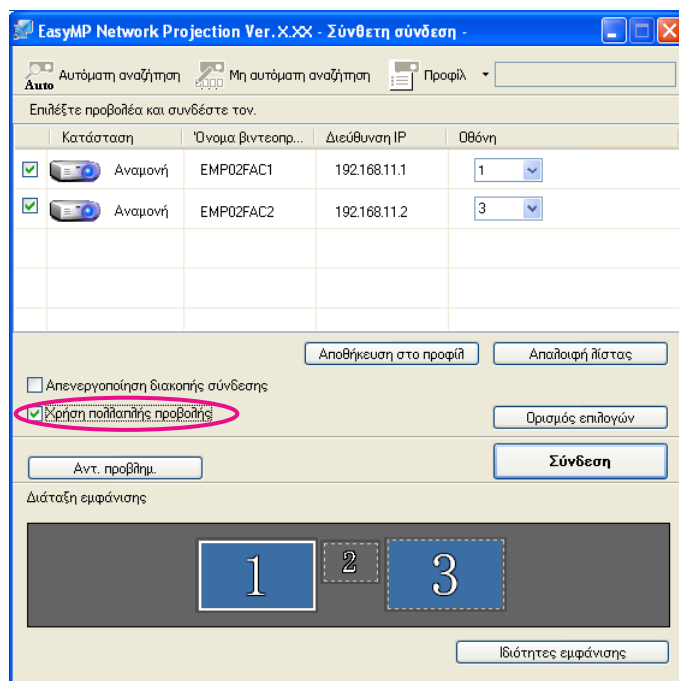 EasyMP Network Projection Ver.X.XX - Σύνθετη σύνδεση -
Auto Αυτόματη αναζήτηση Μη αυτόματη αναζήτηση Προφίλ
Επιλέξτε προβολέα και συνδέστε τον.
Κατάσταση Όνομα βιντεοπρ... Διεύθυνση IP Οθόνη
Αναμονή EMP02FAC1 192.168.11.1 1
Αναμονή EMP02FAC2 192.168.11.2 3
Αποθήκευση στο προφίλ Απαλοιφή λίστας
Απενεργοποίηση διακοπής σύνδεσης
Χρήση πολλαπλής προβολής Ορισμός επιλογών
Αντ. προβλημ. Σύνδεση
Διάταξη εμφάνισης
1 2 3
Ιδιότητες εμφάνισης